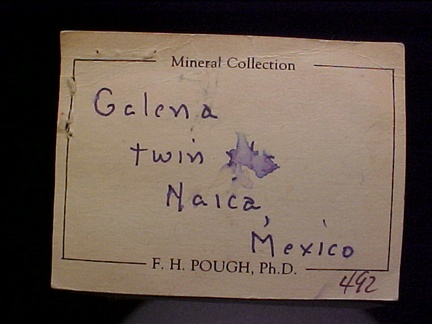 Mineral Collection
Galena
twin
Naica,
Mexico
F. H. POUGH, Ph.D.
492